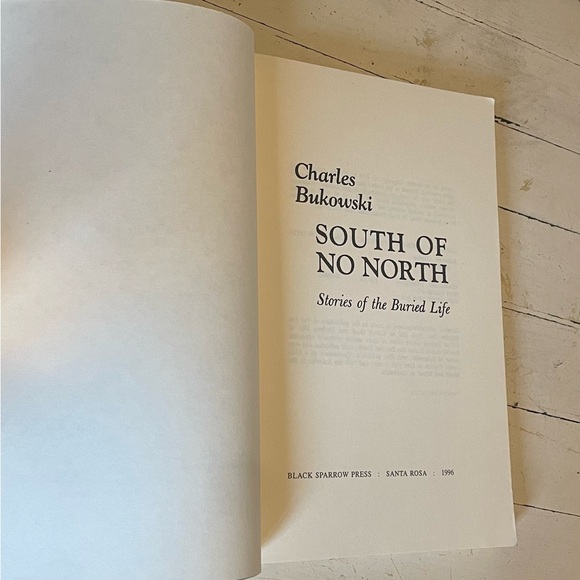 Charles
Bukowski
SOUTH OF
NO NORTH
Stories of the Buried Life
BLACK SPARROW PRESS : SANTA ROSA : 1996